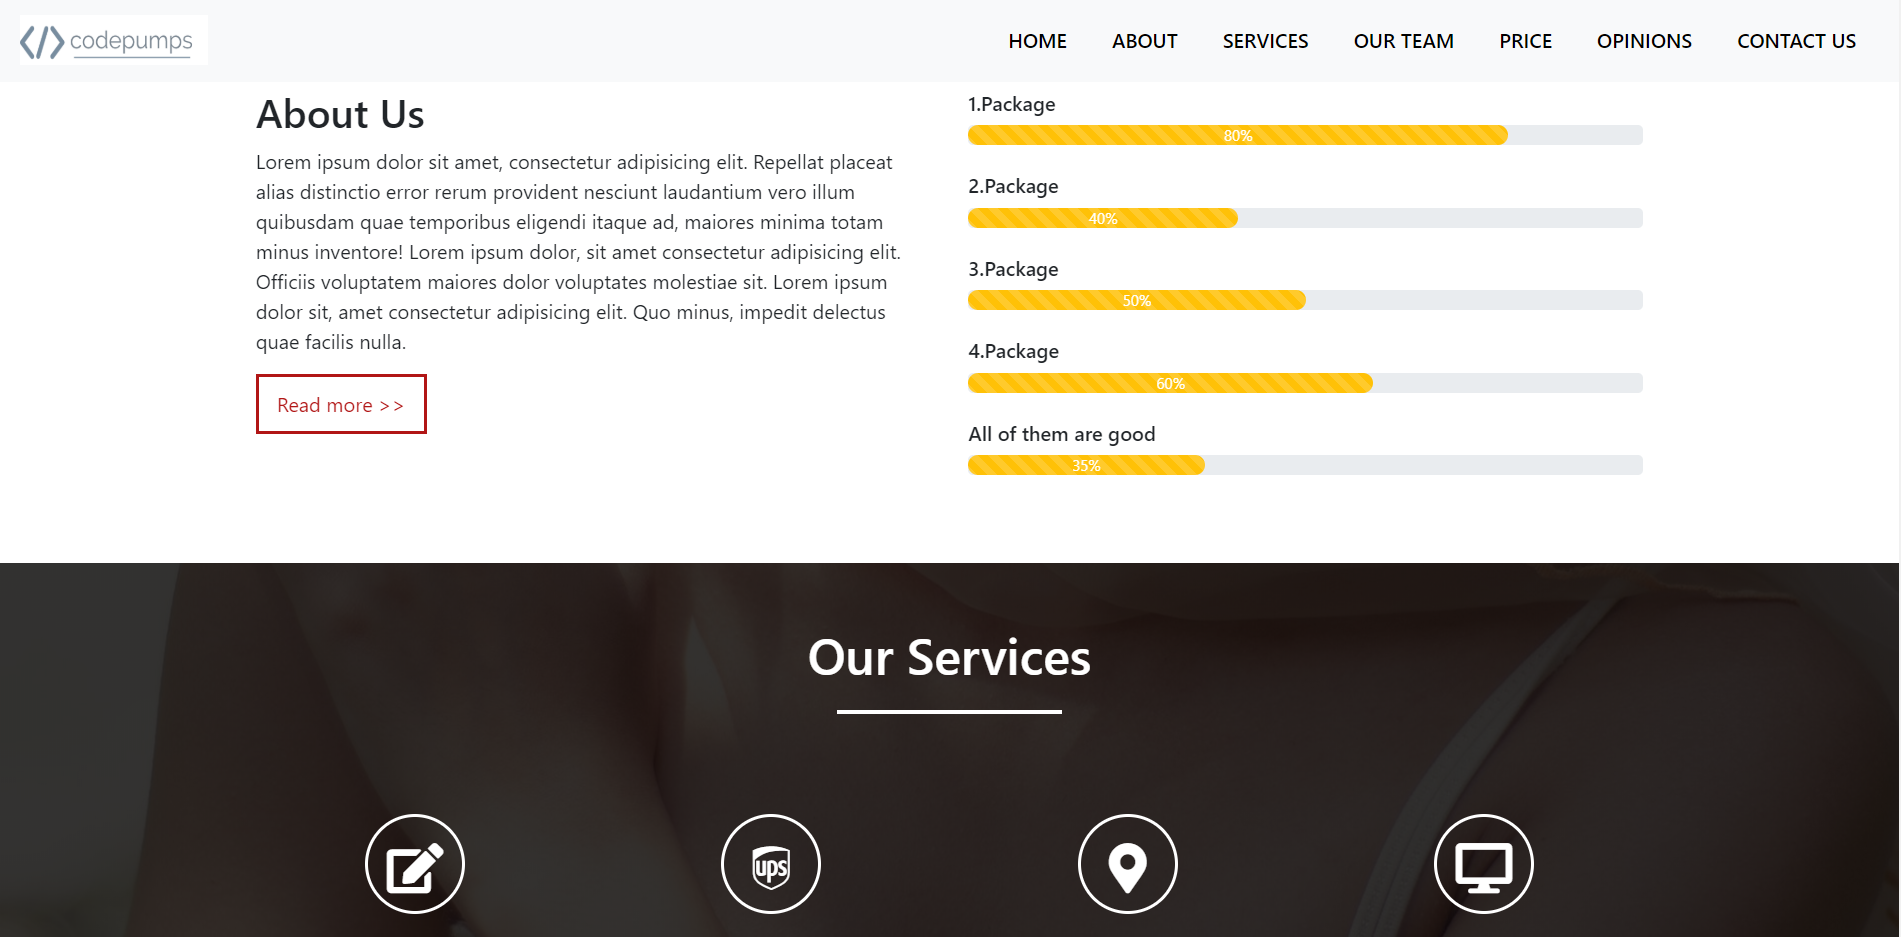 codepumps
HOME ABOUT SERVICES OUR TEAM PRICE OPINIONS CONTACT US
About Us
Lorem ipsum dolor sit amet, consectetur adipisicing elit. Repellat placeat
alias distinctio error rerum provident nesciunt laudantium vero illum
quibusdam quae temporibus eligendi itaque ad, maiores minima totam
minus inventore! Lorem ipsum dolor, sit amet consectetur adipisicing elit.
Officiis voluptatem maiores dolor voluptates molestiae sit. Lorem ipsum
dolor sit, amet consectetur adipisicing elit. Quo minus, impedit delectus
quae facilis nulla.
Read more >>
1.Package
80%
2.Package
40%
3.Package
50%
4.Package
60%
All of them are good
35%
Our Services
ups